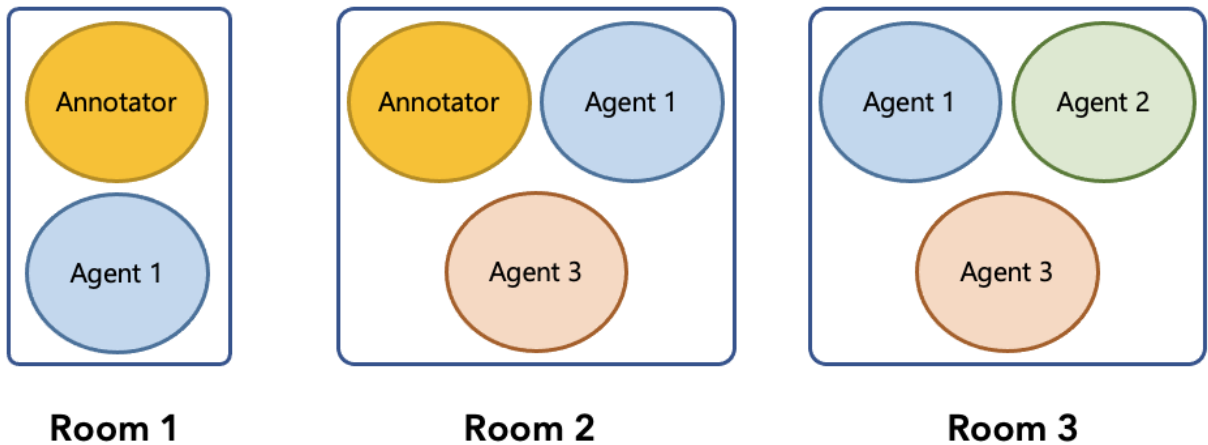 Annotator
Agent 1
Room 1
Annotator
Agent 1
Agent 3
Room 2
Agent 1
Agent 2
Agent 3
Room 3